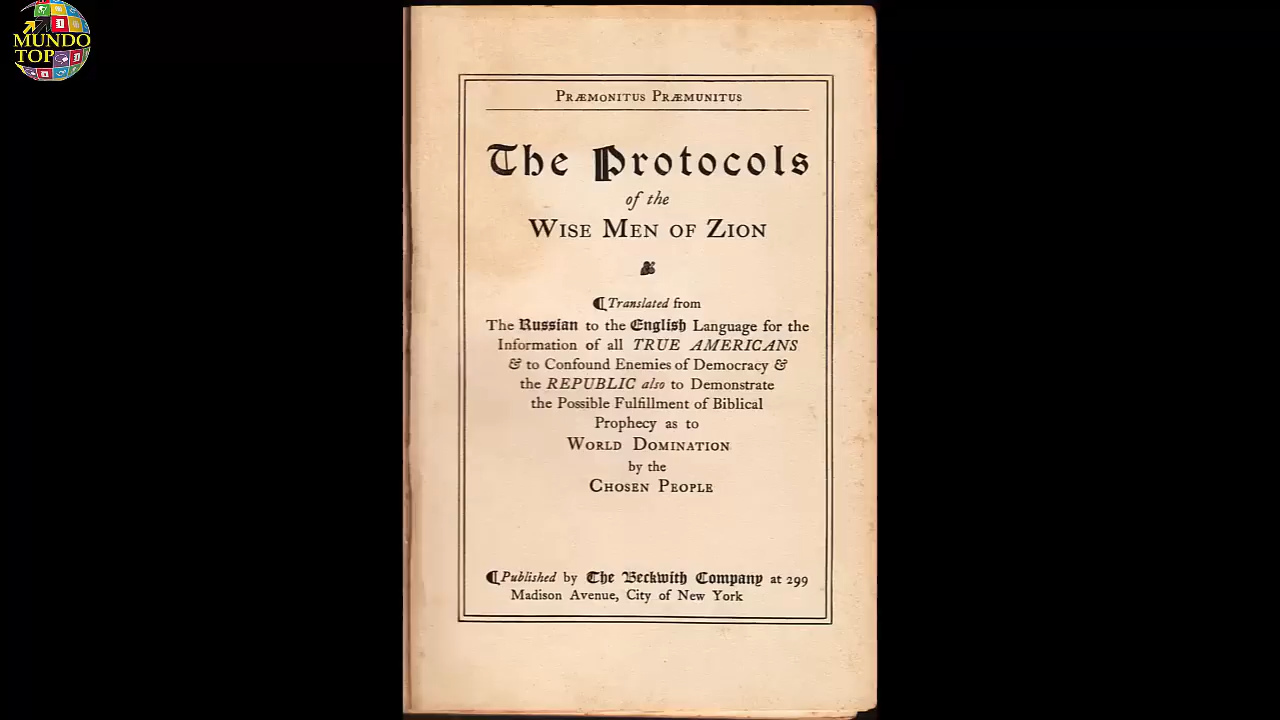 MUNDO
TOP
PRÆMONITUS PRÆMUNITUS
The Protocols
of the
WISE MEN OF ZION
¶ Translated from
The Russian to the English Language for the
Information of all TRUE AMERICANS
& to Confound Enemies of Democracy &
the REPUBLIC also to Demonstrate
the Possible Fulfillment of Biblical
Prophecy as to
WORLD DOMINATION
by the
CHOSEN PEOPLE
¶ Published by The Beckwith Company at 299
Madison Avenue, City of New York